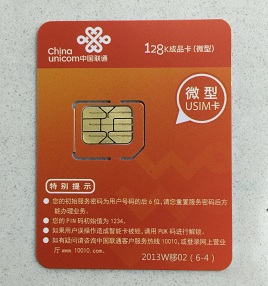 China
unicom中国联通
128K成品卡(微型)
微型
USIM卡
特别提示
您的初始服务密码为用户号码的后6位,请您重置服务密码后方
能办理业务。
您的PIN码初始值为1234。
如果用户误操作造成智能卡被锁,请用PUK码进行解锁。
如有疑问请咨询中国联通客户服务热线10010,或登录网上营业
厅www.10010.com。
2013W移02 (6-4)